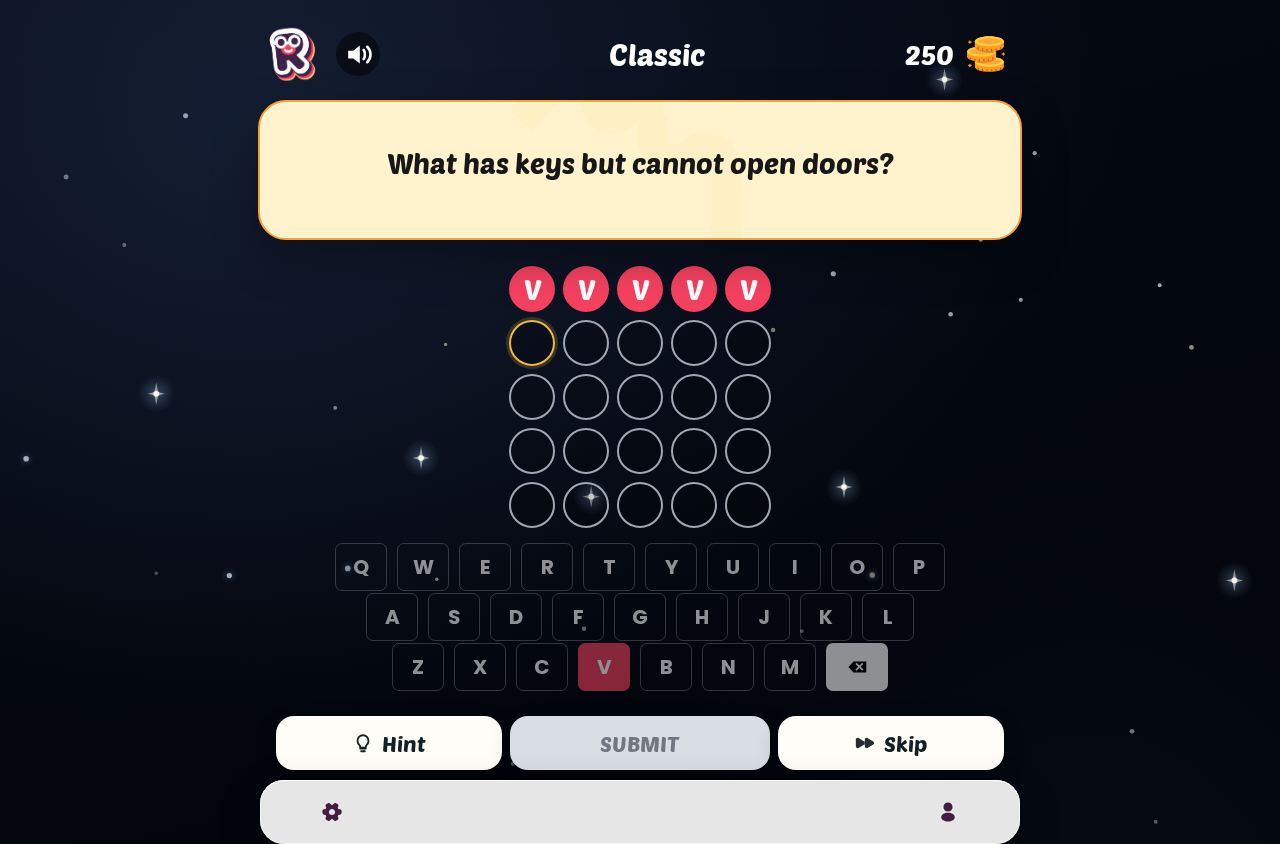 R
Classic
250
What has keys but cannot open doors?
V V V V V
Q W E R T Y U I O P
A S D F G H J K L
Z X C V B N M
Hint
SUBMIT
Skip